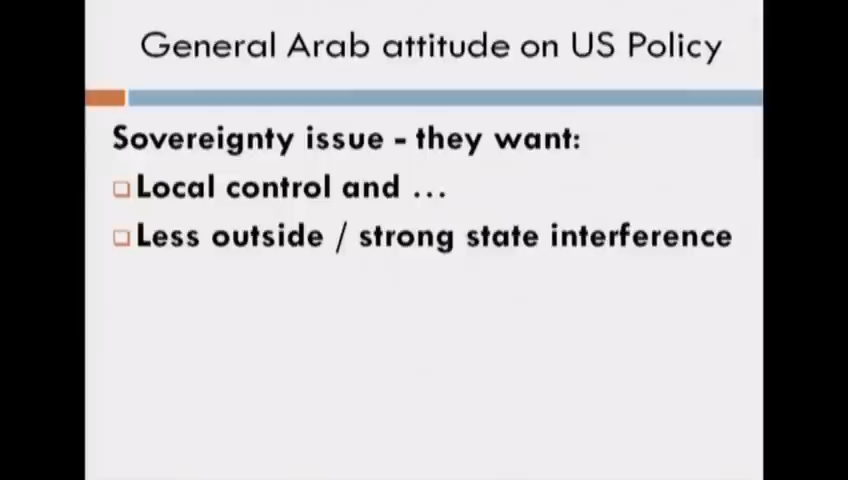 General Arab attitude on US Policy
Sovereignty issue - they want:
Local control and …
Less outside / strong state interference